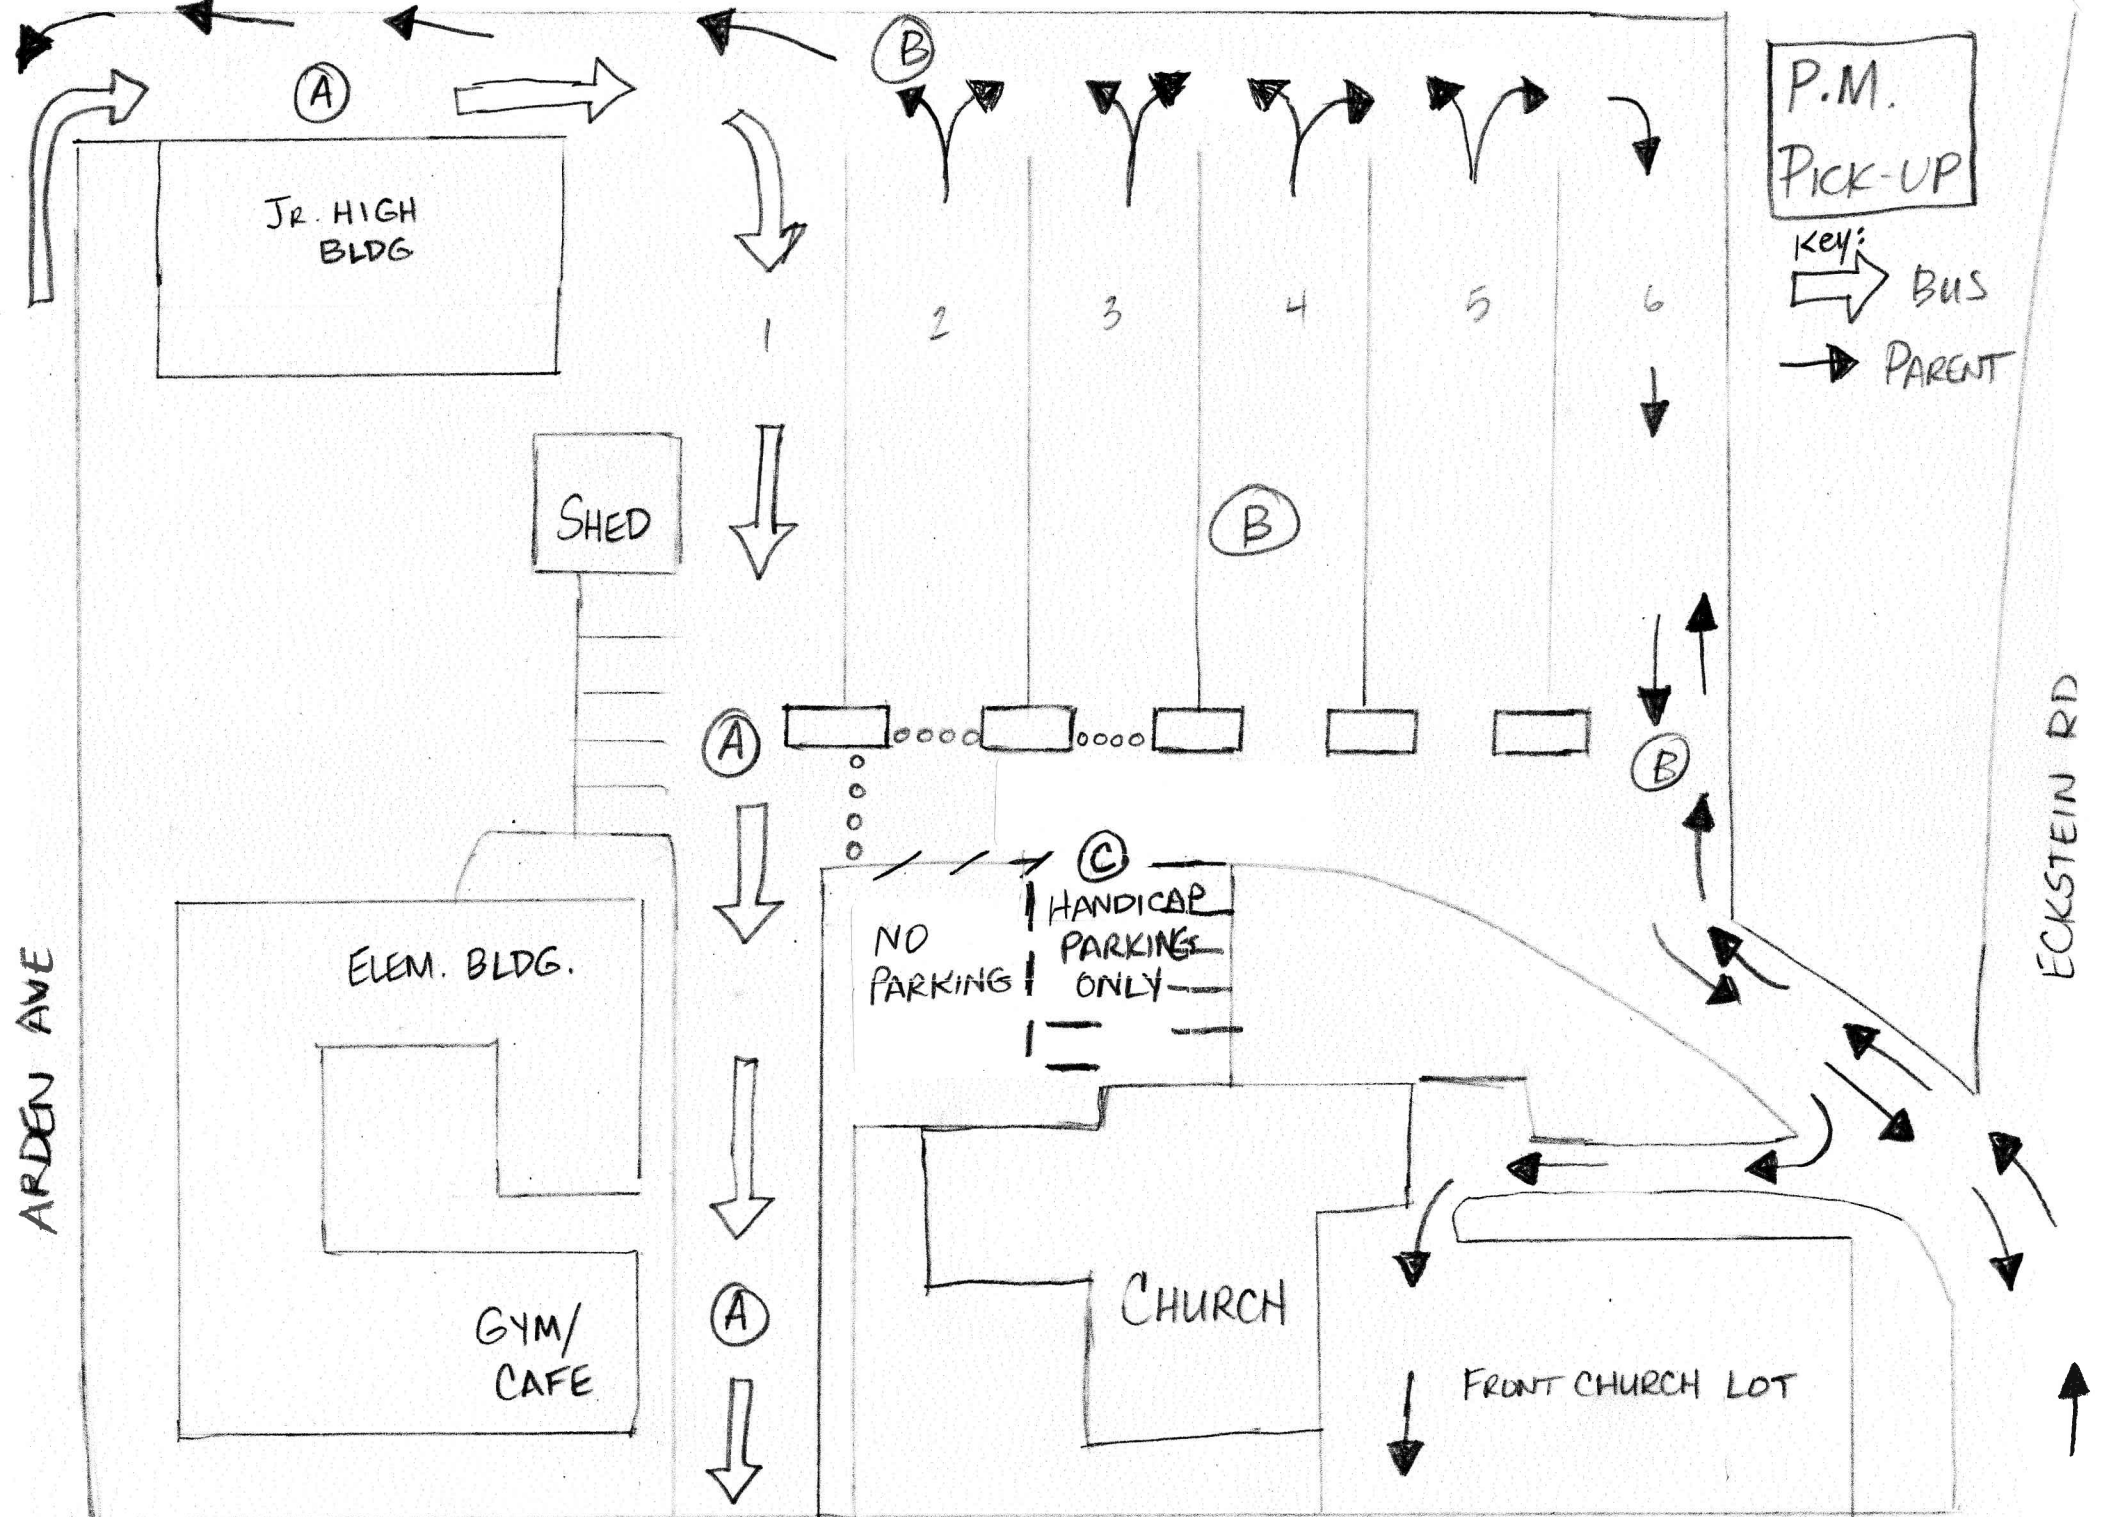 A
B
P.M.
PICK-UP
Key:
BUS
PARENT
JR. HIGH
BLDG
1
2
3
4
5
6
SHED
B
A
B
C
HANDICAP
PARKING
ONLY
NO
PARKING
ELEM. BLDG.
ARDEN AVE
ECKSTEIN RD
A
GYM/
CAFE
CHURCH
FRONT CHURCH LOT